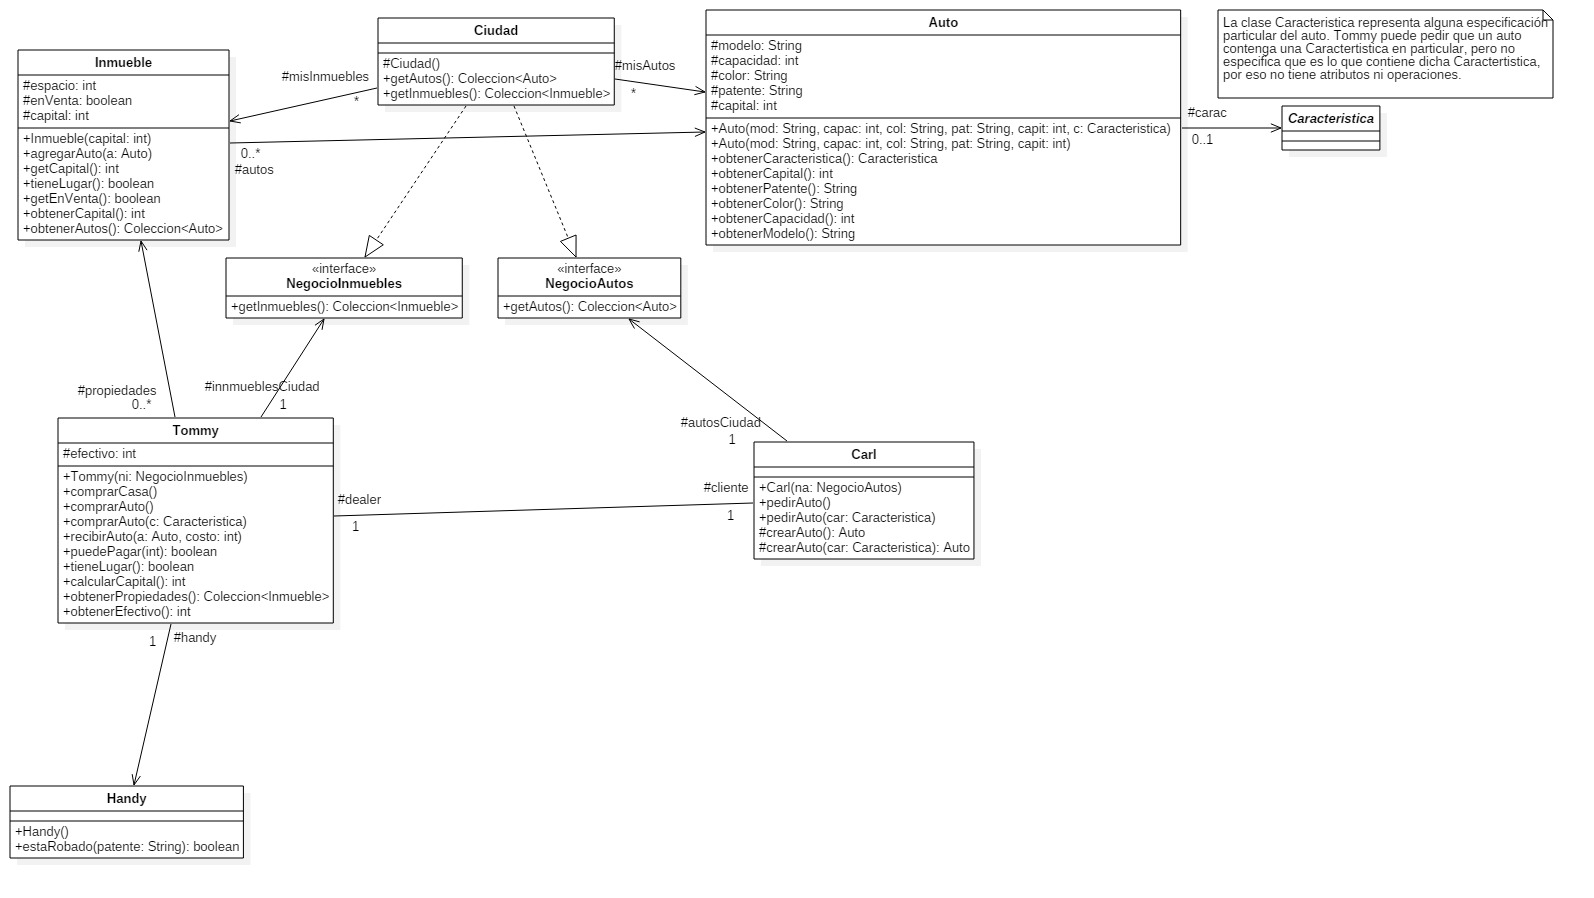 Inmueble
#espacio: int
#enVenta: boolean
#capital: int
+Inmueble(capital: int)
+agregarAuto(a: Auto)
+getCapital(): int
+tieneLugar(): boolean
+getEnVenta(): boolean
+obtenerCapital(): int
+obtenerAutos(): Coleccion<Auto>
#misInmuebles
*
Ciudad
#Ciudad()
+getAutos(): Coleccion<Auto>
+getInmuebles(): Coleccion<Inmueble>
#misAutos
*
0..*
#autos
Auto
#modelo: String
#capacidad: int
#color: String
#patente: String
#capital: int
+Auto(mod: String, capac: int, col: String, pat: String, capit: int, c: Caracteristica)
+Auto(mod: String, capac: int, col: String, pat: String, capit: int)
+obtenerCaracteristica(): Caracteristica
+obtenerCapital(): int
+obtenerPatente(): String
+obtenerColor(): String
+obtenerCapacidad(): int
+obtenerModelo(): String
La clase Caracteristica representa alguna especificación
particular del auto. Tommy puede pedir que un auto
contenga una Caractertistica en particular, pero no
especifica que es lo que contiene dicha Caractertistica,
por eso no tiene atributos ni operaciones.
#carac
0..1
Caracteristica
«interface»
NegocioInmuebles
+getInmuebles(): Coleccion<Inmueble>
«interface»
NegocioAutos
+getAutos(): Coleccion<Auto>
#propiedades
0..*
#innmueblesCiudad
1
#autosCiudad
1
Tommy
#efectivo: int
+Tommy(ni: NegocioInmuebles)
+comprarCasa()
+comprarAuto()
+comprarAuto(c: Caracteristica)
+recibirAuto(a: Auto, costo: int)
+puedePagar(int): boolean
+tieneLugar(): boolean
+calcularCapital(): int
+obtenerPropiedades(): Coleccion<Inmueble>
+obtenerEfectivo(): int
#dealer
1
#cliente
1
Carl
+Carl(na: NegocioAutos)
+pedirAuto()
+pedirAuto(car: Caracteristica)
#crearAuto(): Auto
#crearAuto(car: Caracteristica): Auto
1
#handy
Handy
+Handy()
+estaRobado(patente: String): boolean